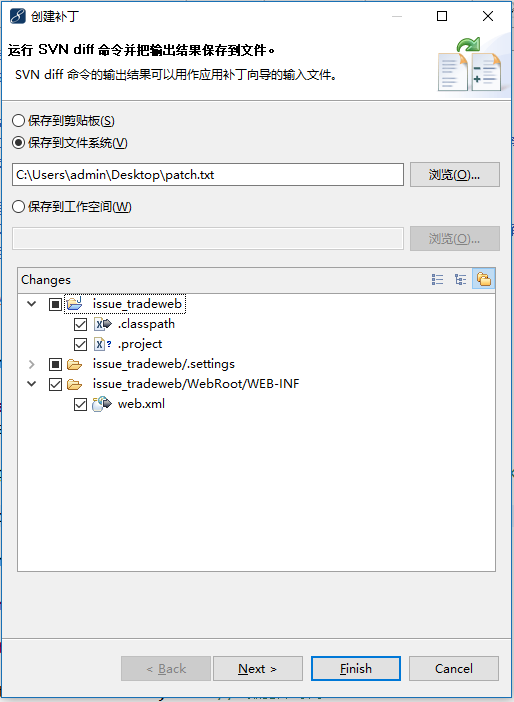 创建补丁
运行 SVN diff 命令并把输出结果保存到文件。
SVN diff 命令的输出结果可以用作应用补丁向导的输入文件。
保存到剪贴板(S)
保存到文件系统(V)
C:\Users\admin\Desktop\patch.txt
浏览(O)...
保存到工作空间(W)
浏览(O)...
Changes
issue_tradeweb
.classpath
.project
issue_tradeweb/.settings
issue_tradeweb/WebRoot/WEB-INF
web.xml
< Back
Next >
Finish
Cancel